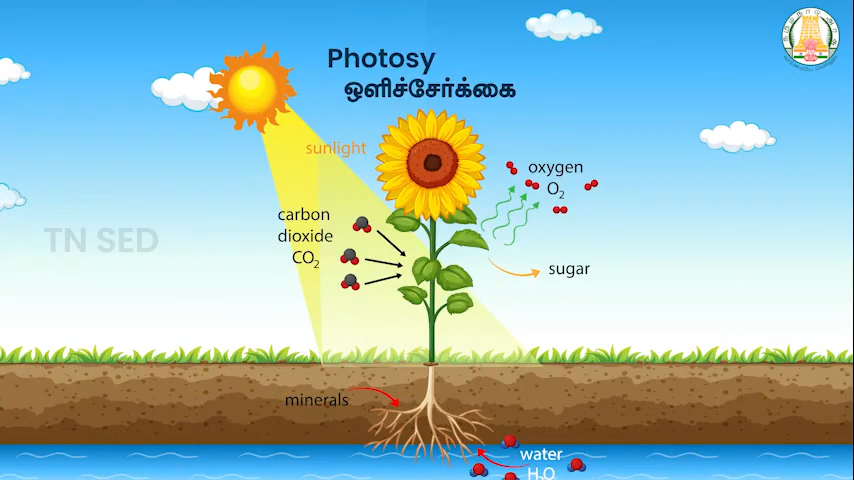 Photosy
ஒளிச்சேர்க்கை
sunlight
oxygen
O₂
carbon
dioxide
CO₂
TN SED
sugar
minerals
water
H₂O